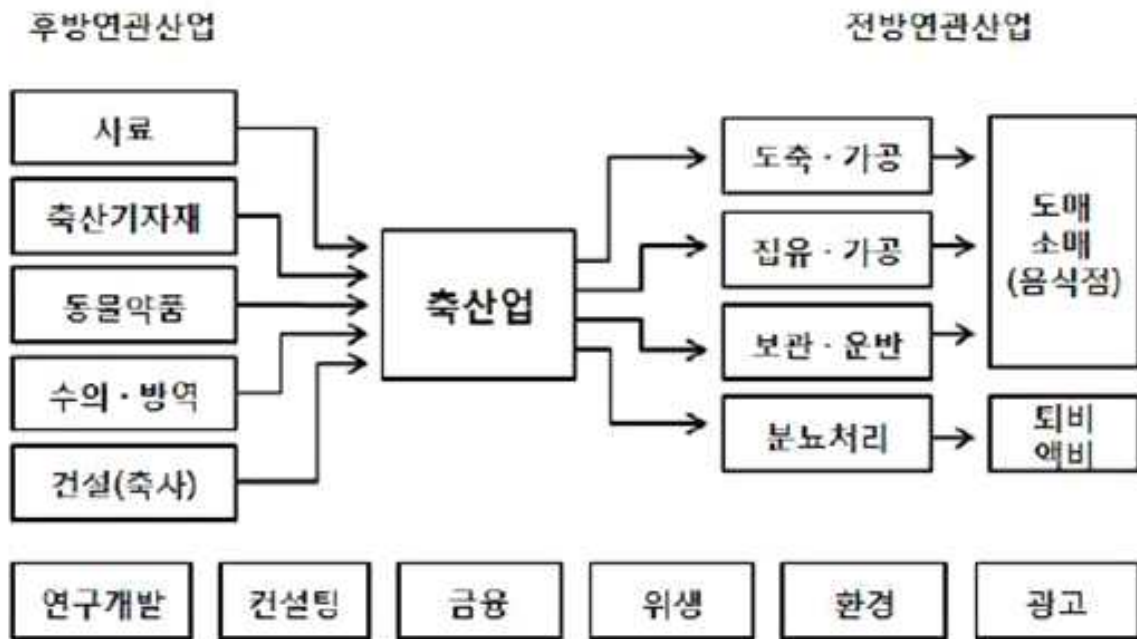 후방연관산업
전방연관산업
사료
축산기자재
동물약품
수의 · 방역
건설(축사)
축산업
도축 · 가공
집유 · 가공
보관 · 운반
분뇨처리
도매
소매
(음식점)
퇴비
액비
연구개발
컨설팅
금융
위생
환경
광고